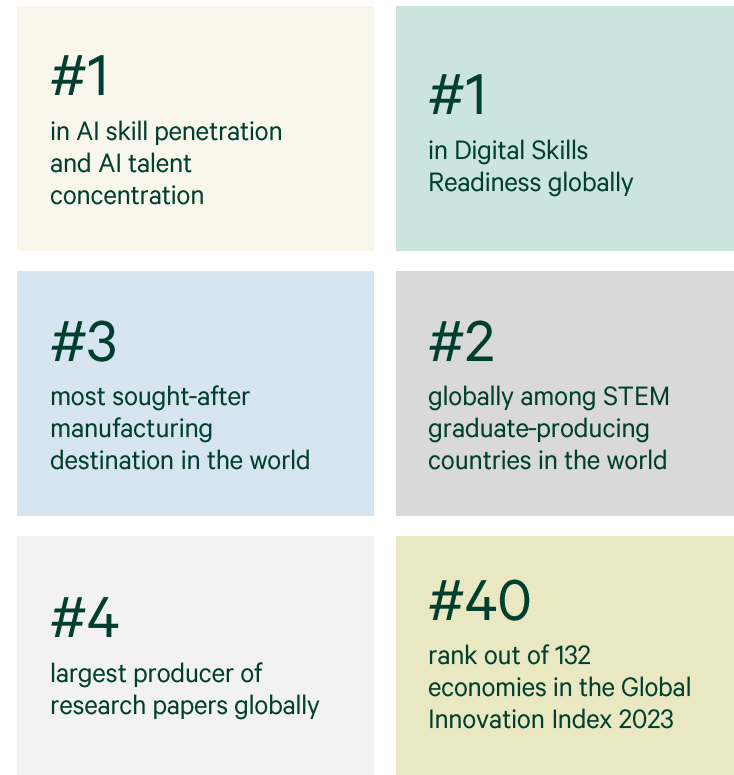 #1
in AI skill penetration
and AI talent
concentration
#1
in Digital Skills
Readiness globally
#3
most sought-after
manufacturing
destination in the world
#2
globally among STEM
graduate-producing
countries in the world
#4
largest producer of
research papers globally
#40
rank out of 132
economies in the Global
Innovation Index 2023